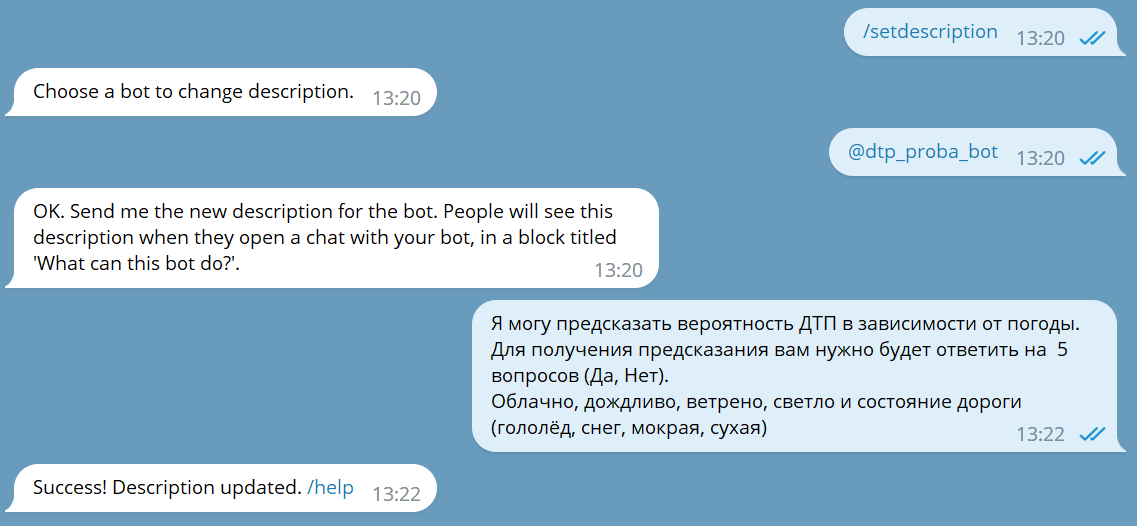 /setdescription 13:20
Choose a bot to change description. 13:20
@dtp_proba_bot 13:20
OK. Send me the new description for the bot. People will see this
description when they open a chat with your bot, in a block titled
'What can this bot do?'. 13:20
Я могу предсказать вероятность ДТП в зависимости от погоды.
Для получения предсказания вам нужно будет ответить на  5
вопросов (Да, Нет).
Облачно, дождливо, ветрено, светло и состояние дороги
(гололёд, снег, мокрая, сухая) 13:22
Success! Description updated. /help 13:22